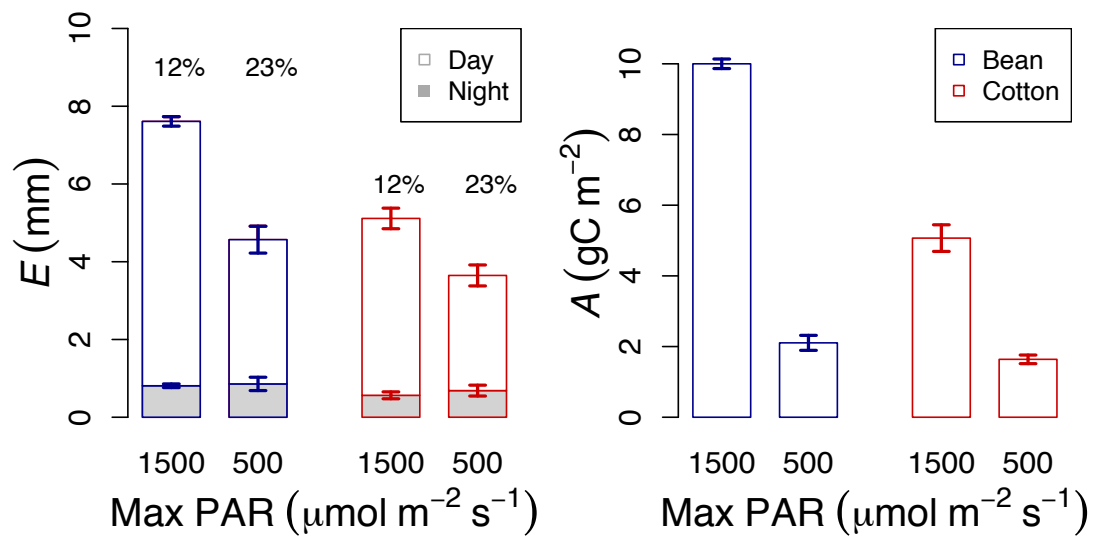 10
8
6
4
2
0
E (mm)
12% 23%
12% 23%
Day
Night
1500 500 1500 500
Max PAR (μmol m⁻² s⁻¹)
10
8
6
4
2
0
A (gC m⁻²)
Bean
Cotton
1500 500 1500 500
Max PAR (μmol m⁻² s⁻¹)